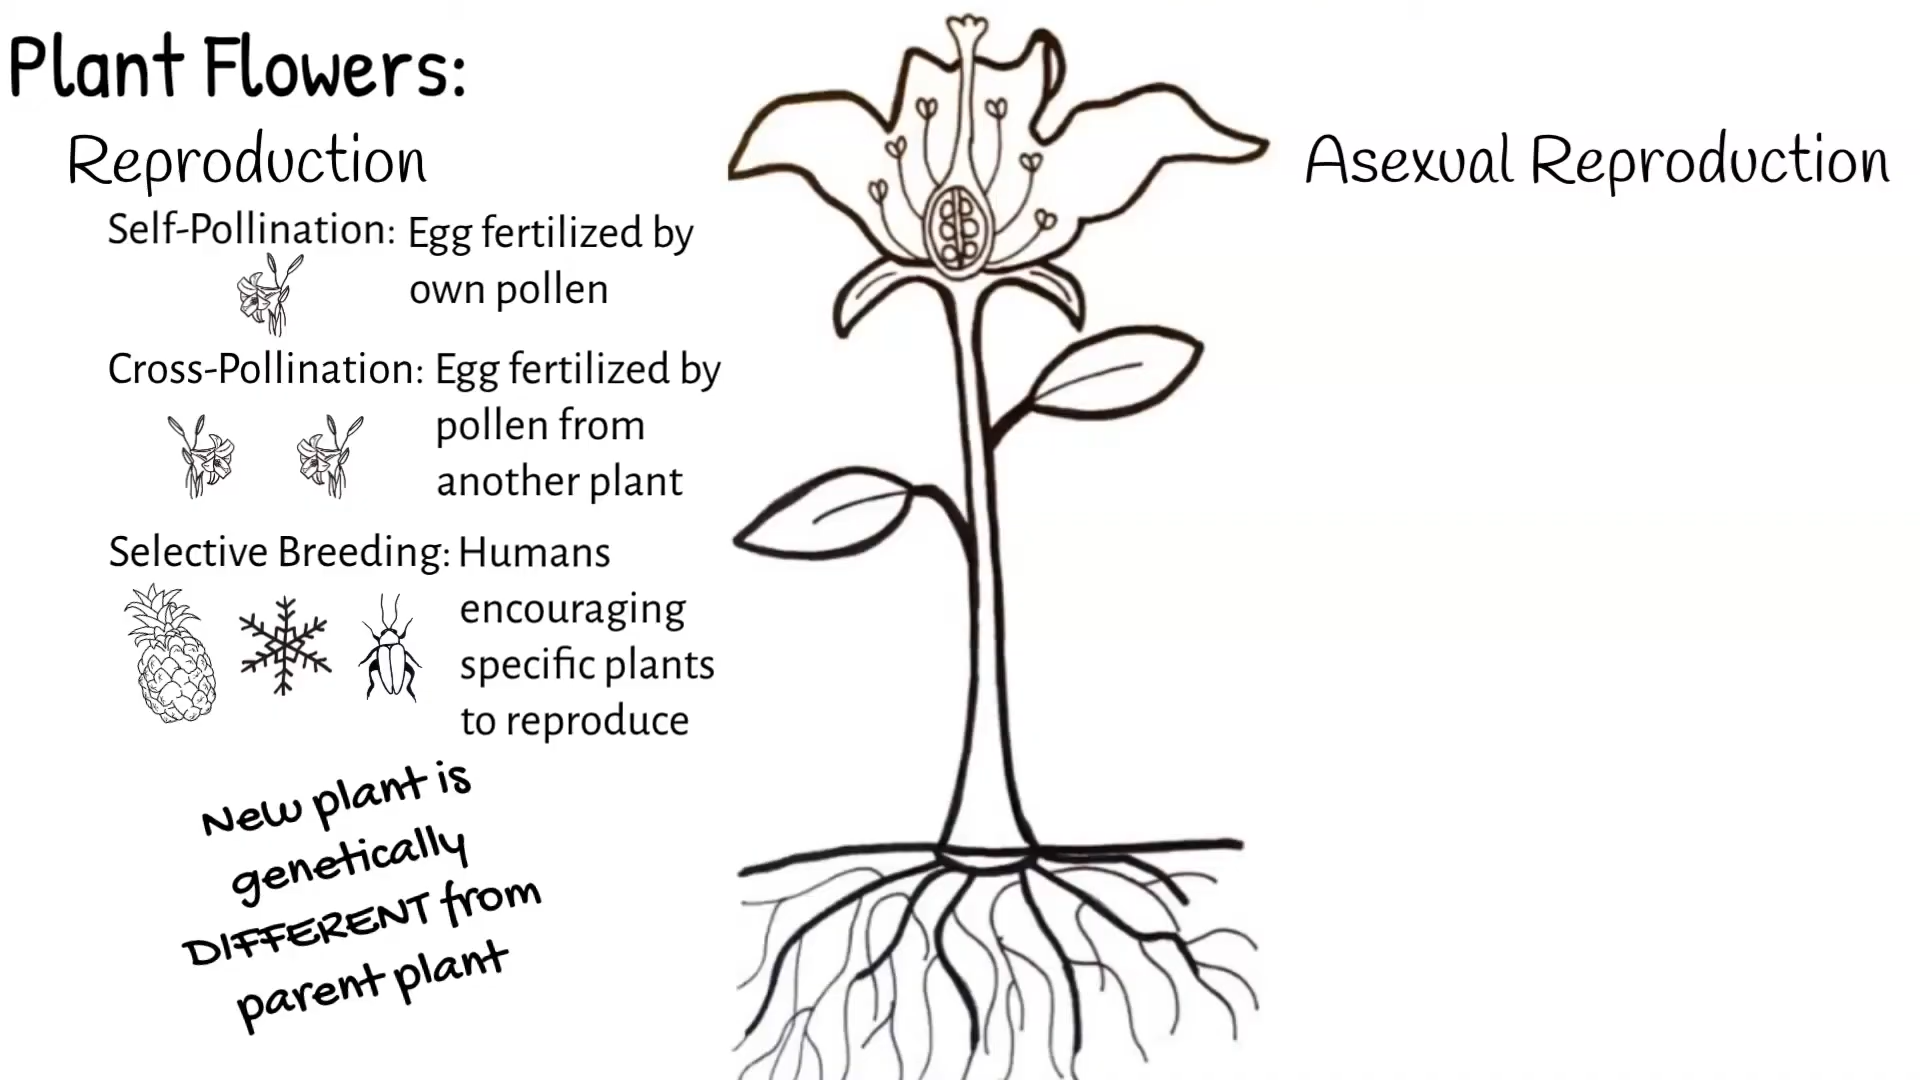 Plant Flowers:
Reproduction
Self-Pollination: Egg fertilized by
own pollen
Cross-Pollination: Egg fertilized by
pollen from
another plant
Selective Breeding: Humans
encouraging
specific plants
to reproduce
New plant is
genetically
DIFFERENT from
parent plant
Asexual Reproduction